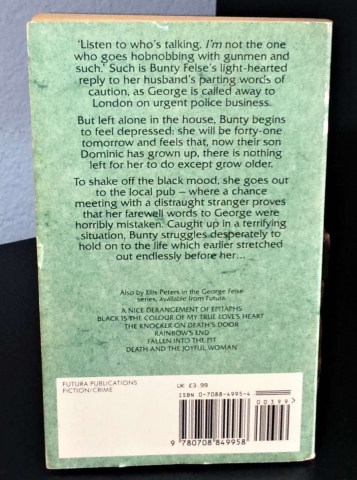 'Listen to who's talking. I'm not the one
who goes hobnobbing with gunmen and
such.' Such is Bunty Felse's light-hearted
reply to her husband's parting words of
caution, as George is called away to
London on urgent police business.
But left alone in the house, Bunty begins
to feel depressed: she will be forty-one
tomorrow and feels that, now their son
Dominic has grown up, there is nothing
left for her to do except grow older.
To shake off the black mood, she goes out
to the local pub – where a chance
meeting with a distraught stranger proves
that her farewell words to George were
horribly mistaken. Caught up in a terrifying
situation, Bunty struggles desperately to
hold on to the life which earlier stretched
out endlessly before her...
Also by Ellis Peters in the George Felse
series, available from Futura:
A NICE DERANGEMENT OF EPITAPHS
BLACK IS THE COLOUR OF MY TRUE LOVE'S HEART
THE KNOCKER ON DEATH'S DOOR
RAINBOW'S END
FALLEN INTO THE PIT
DEATH AND THE JOYFUL WOMAN
FUTURA PUBLICATIONS
FICTION/CRIME
UK £3.99
ISBN 0-7088-4995-4
00399>
9 780708 849958